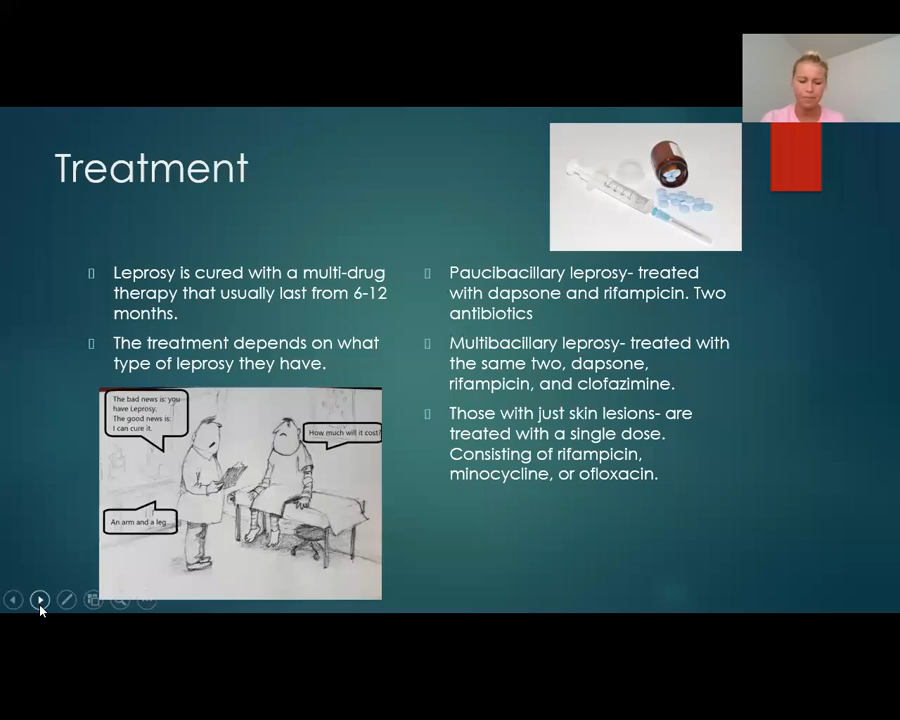 Treatment
Leprosy is cured with a multi-drug
therapy that usually last from 6-12
months.
The treatment depends on what
type of leprosy they have.
The bad news is: you
have Leprosy.
The good news is:
I can cure it.
How much will it cost?
An arm and a leg
Paucibacillary leprosy- treated
with dapsone and rifampicin. Two
antibiotics
Multibacillary leprosy- treated with
the same two, dapsone,
rifampicin, and clofazimine.
Those with just skin lesions- are
treated with a single dose.
Consisting of rifampicin,
minocycline, or ofloxacin.